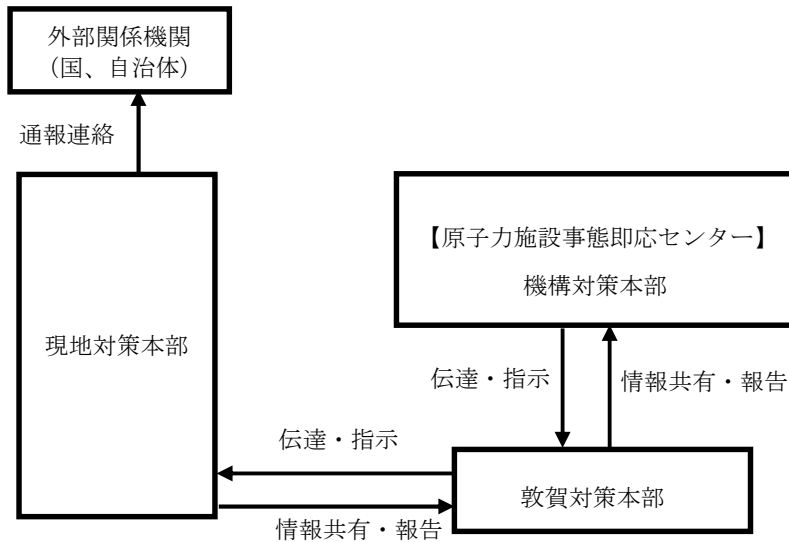 外部関係機関
（国、自治体）
通報連絡
【原子力施設事態即応センター】
機構対策本部
現地対策本部
伝達・指示
情報共有・報告
伝達・指示
敦賀対策本部
情報共有・報告